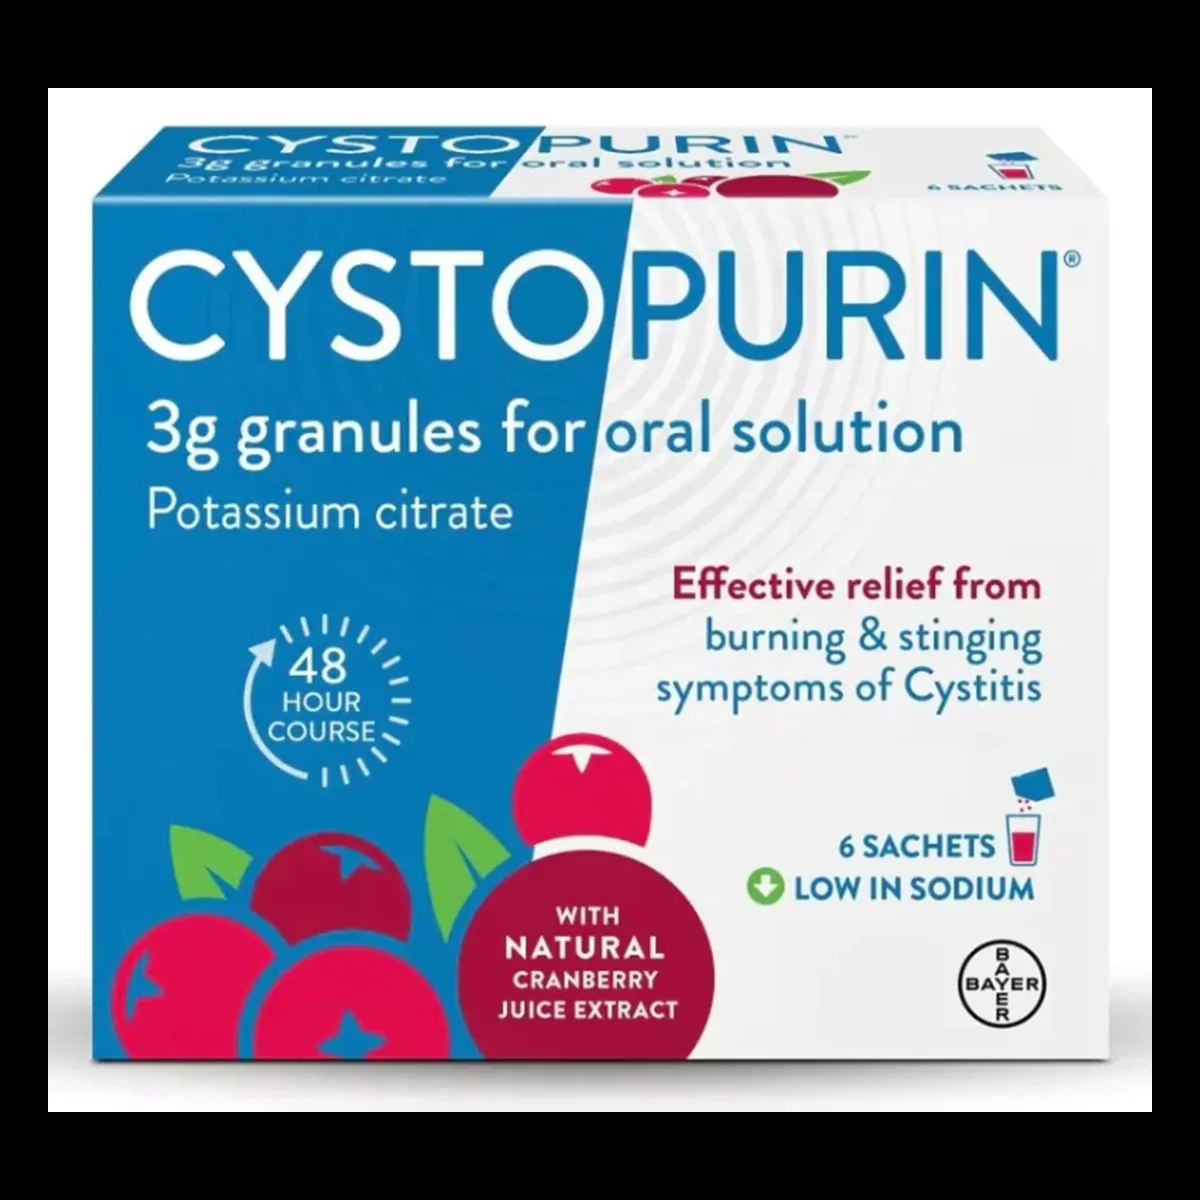 CYSTOPURIN™
3g granules for oral solution
Potassium citrate
6 SACHETS
CYSTOPURIN®
3g granules for oral solution
Potassium citrate
Effective relief from
burning & stinging
symptoms of Cystitis
48
HOUR
COURSE
6 SACHETS
LOW IN SODIUM
WITH
NATURAL
CRANBERRY
JUICE EXTRACT
BAYER
BAYER